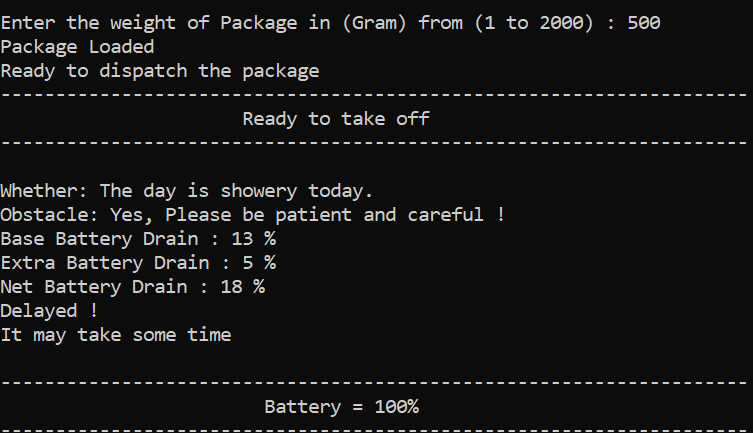 Enter the weight of Package in (Gram) from (1 to 2000) : 500
Package Loaded
Ready to dispatch the package
--------------------------------------------------------------------
Ready to take off
--------------------------------------------------------------------
Whether: The day is showery today.
Obstacle: Yes, Please be patient and careful !
Base Battery Drain : 13 %
Extra Battery Drain : 5 %
Net Battery Drain : 18 %
Delayed !
It may take some time
--------------------------------------------------------------------
Battery = 100%
--------------------------------------------------------------------